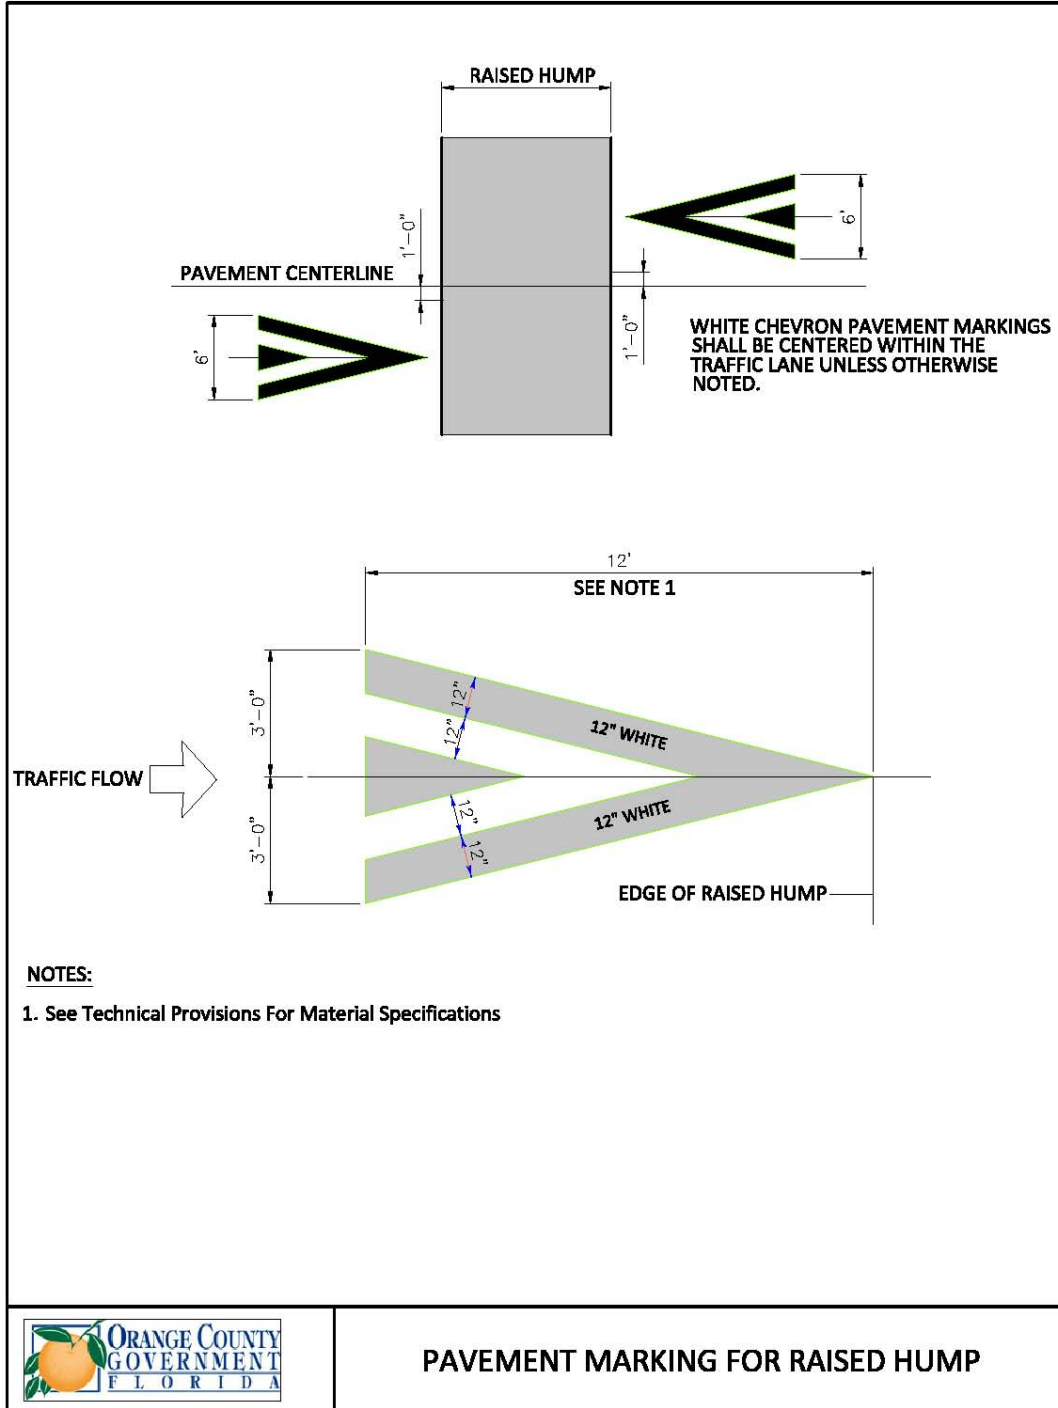 RAISED HUMP
1'-0"
6'
PAVEMENT CENTERLINE
6'
1'-0"
WHITE CHEVRON PAVEMENT MARKINGS
SHALL BE CENTERED WITHIN THE
TRAFFIC LANE UNLESS OTHERWISE
NOTED.
12'
SEE NOTE 1
3'-0"
12"
12"
12" WHITE
TRAFFIC FLOW
3'-0"
12"
12"
12" WHITE
EDGE OF RAISED HUMP
NOTES:
1. See Technical Provisions For Material Specifications
ORANGE COUNTY
GOVERNMENT
FLORIDA
PAVEMENT MARKING FOR RAISED HUMP